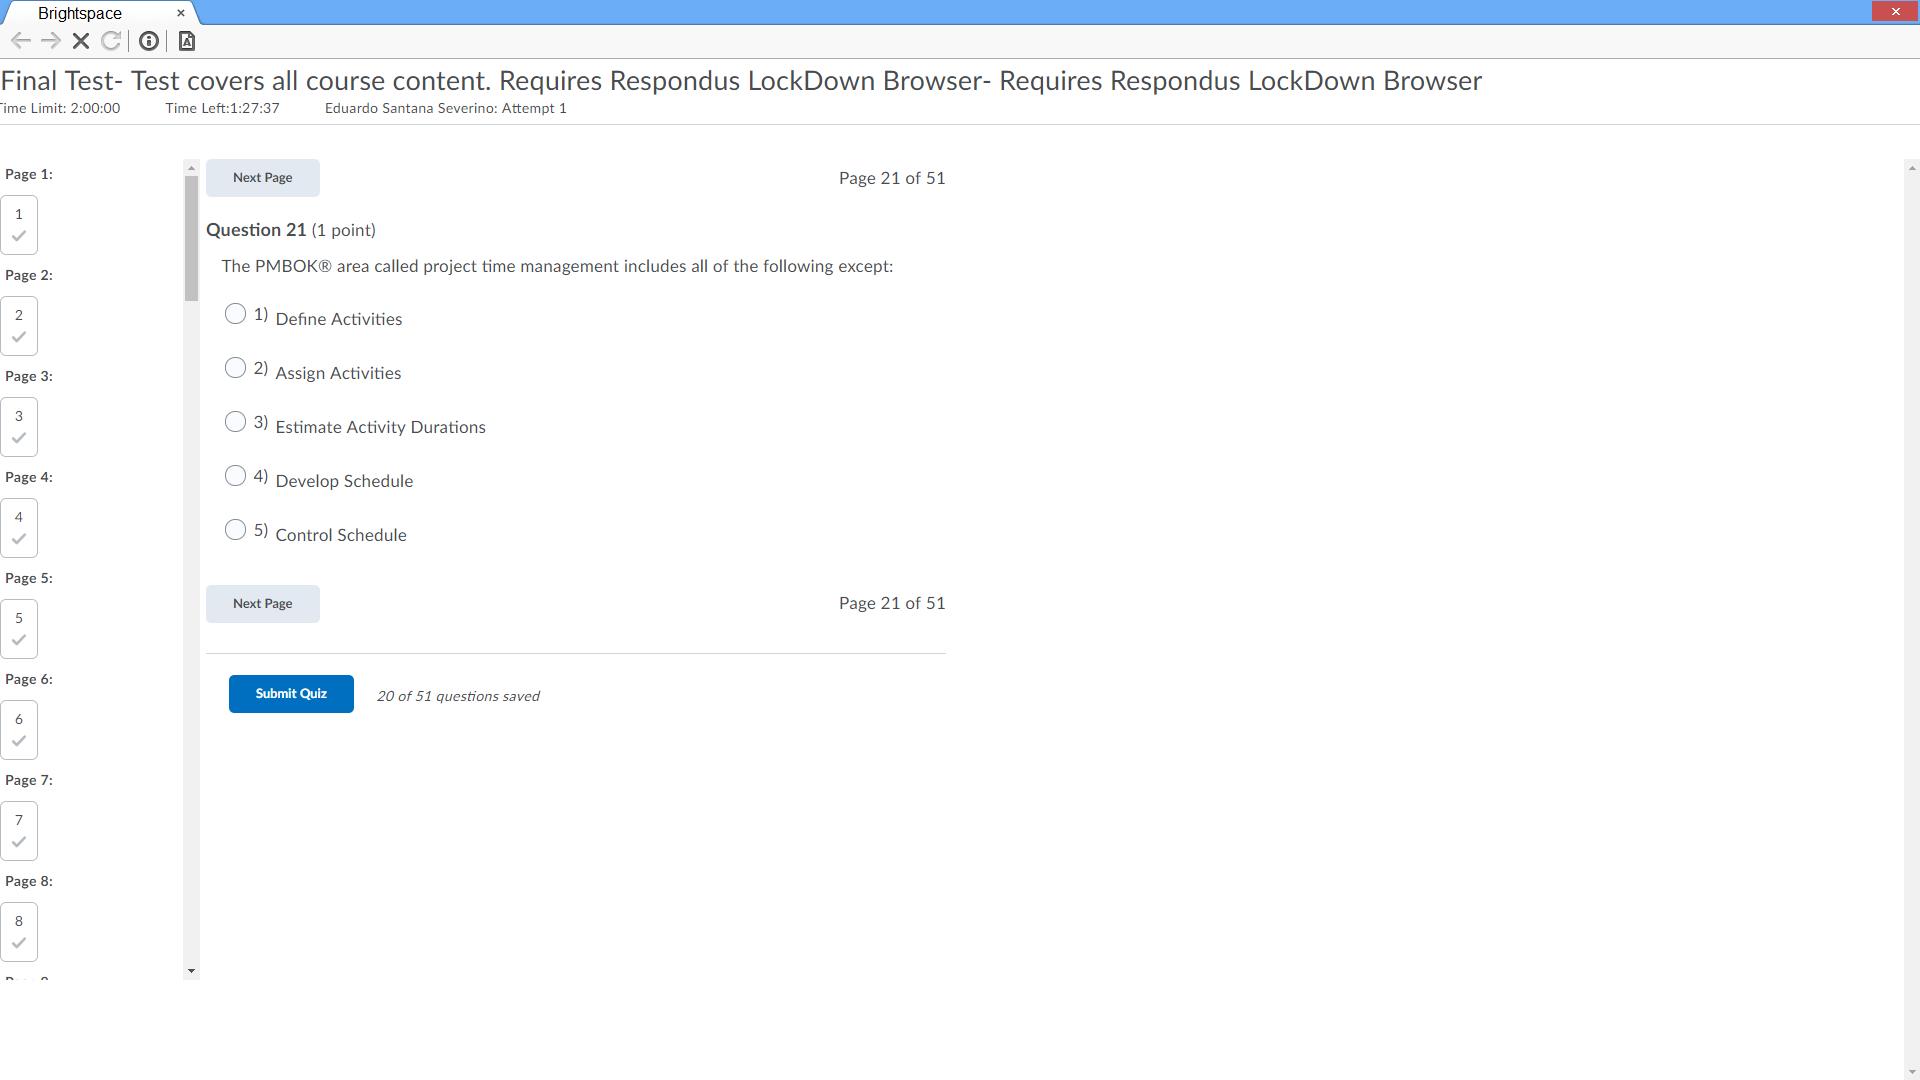 Brightspace
Final Test- Test covers all course content. Requires Respondus LockDown Browser- Requires Respondus LockDown Browser
Time Limit: 2:00:00 Time Left:1:27:37 Eduardo Santana Severino: Attempt 1
Page 1:
1
Page 2:
2
Page 3:
3
Page 4:
4
Page 5:
5
Page 6:
6
Page 7:
7
Page 8:
8
Next Page Page 21 of 51
Question 21 (1 point)
The PMBOK® area called project time management includes all of the following except:
1) Define Activities
2) Assign Activities
3) Estimate Activity Durations
4) Develop Schedule
5) Control Schedule
Next Page Page 21 of 51
Submit Quiz 20 of 51 questions saved